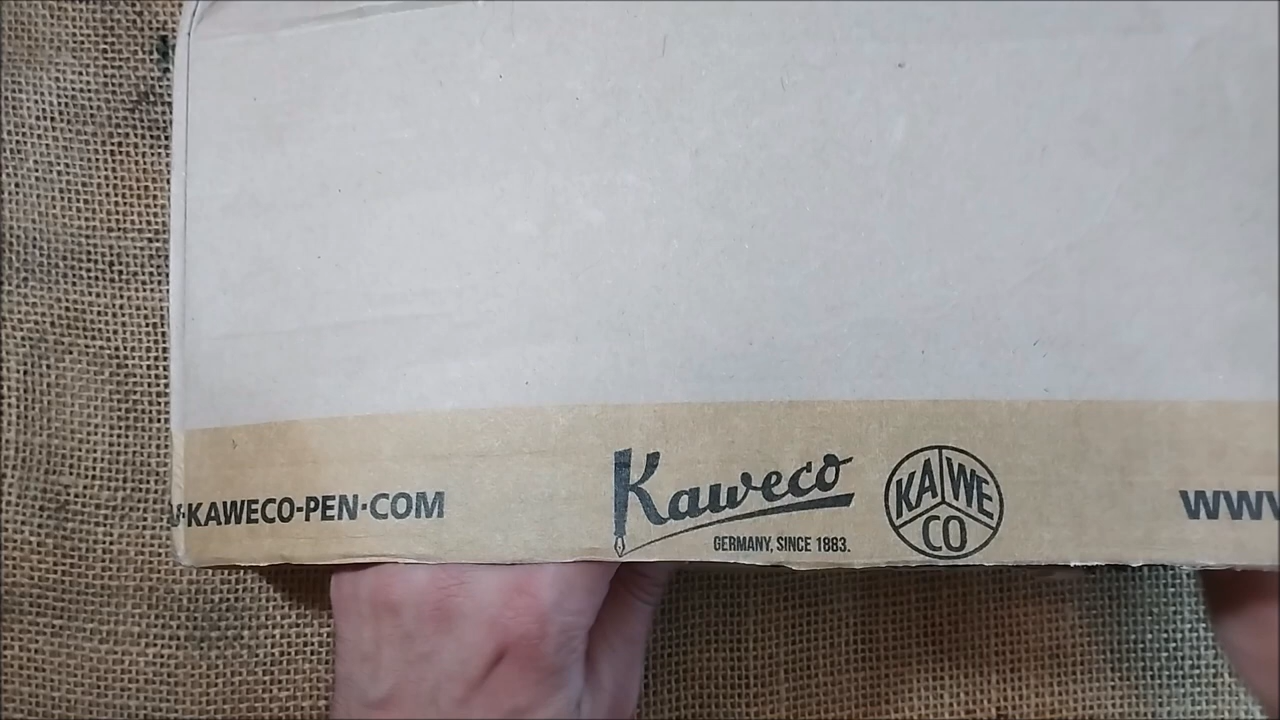 KAWECO-PEN·COM
Kaweco
GERMANY, SINCE 1883.
KA WE CO
WWW